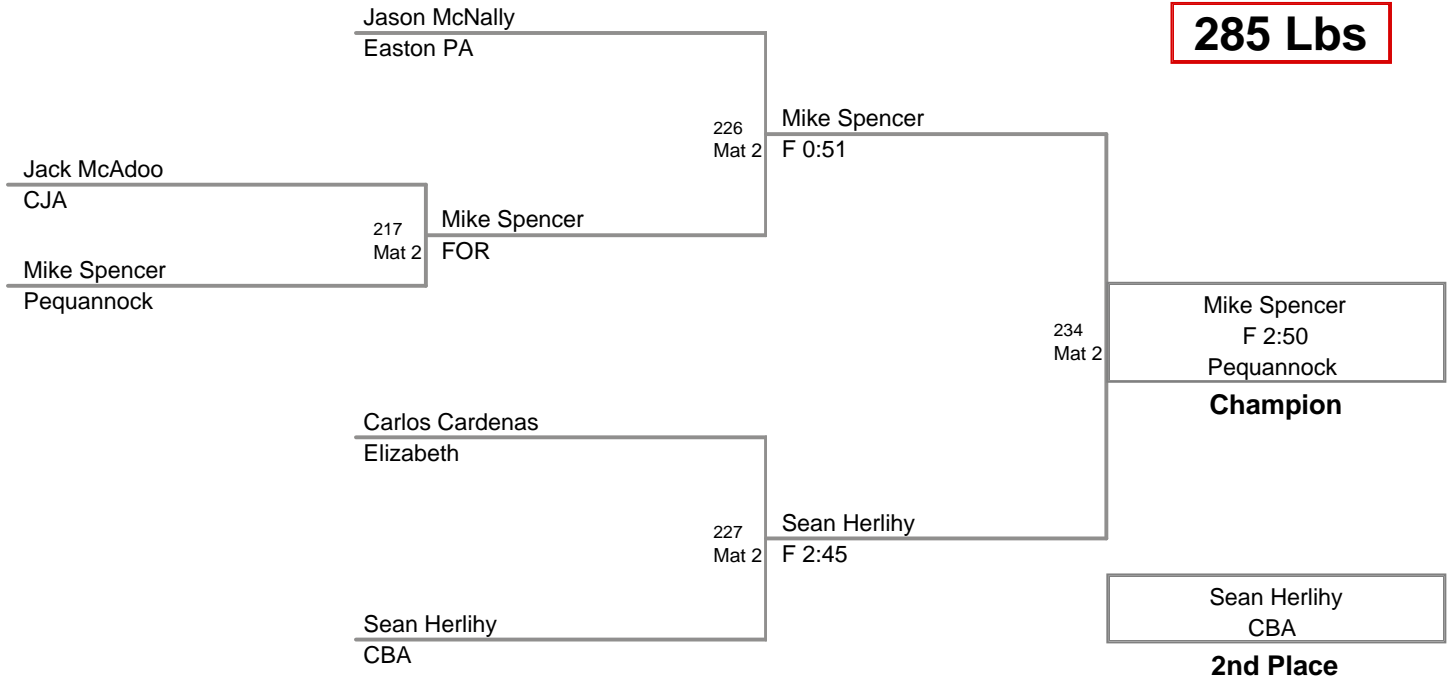 Jason McNally
Easton PA
285 Lbs
226
Mat 2
Mike Spencer
F 0:51
Jack McAdoo
CJA
217
Mat 2
Mike Spencer
FOR
Mike Spencer
Pequannock
234
Mat 2
Mike Spencer
F 2:50
Pequannock
Champion
Carlos Cardenas
Elizabeth
227
Mat 2
Sean Herlihy
F 2:45
Sean Herlihy
CBA
Sean Herlihy
CBA
2nd Place